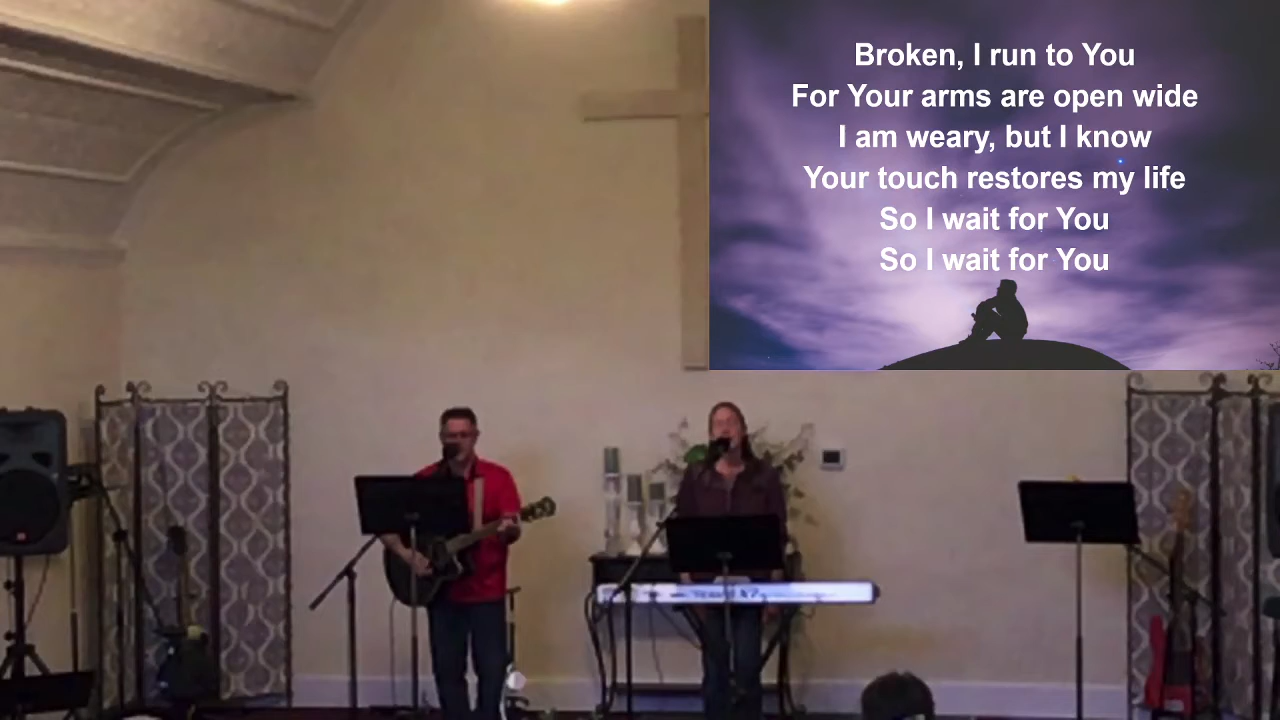 Broken, I run to You
For Your arms are open wide
I am weary, but I know
Your touch restores my life
So I wait for You
So I wait for You